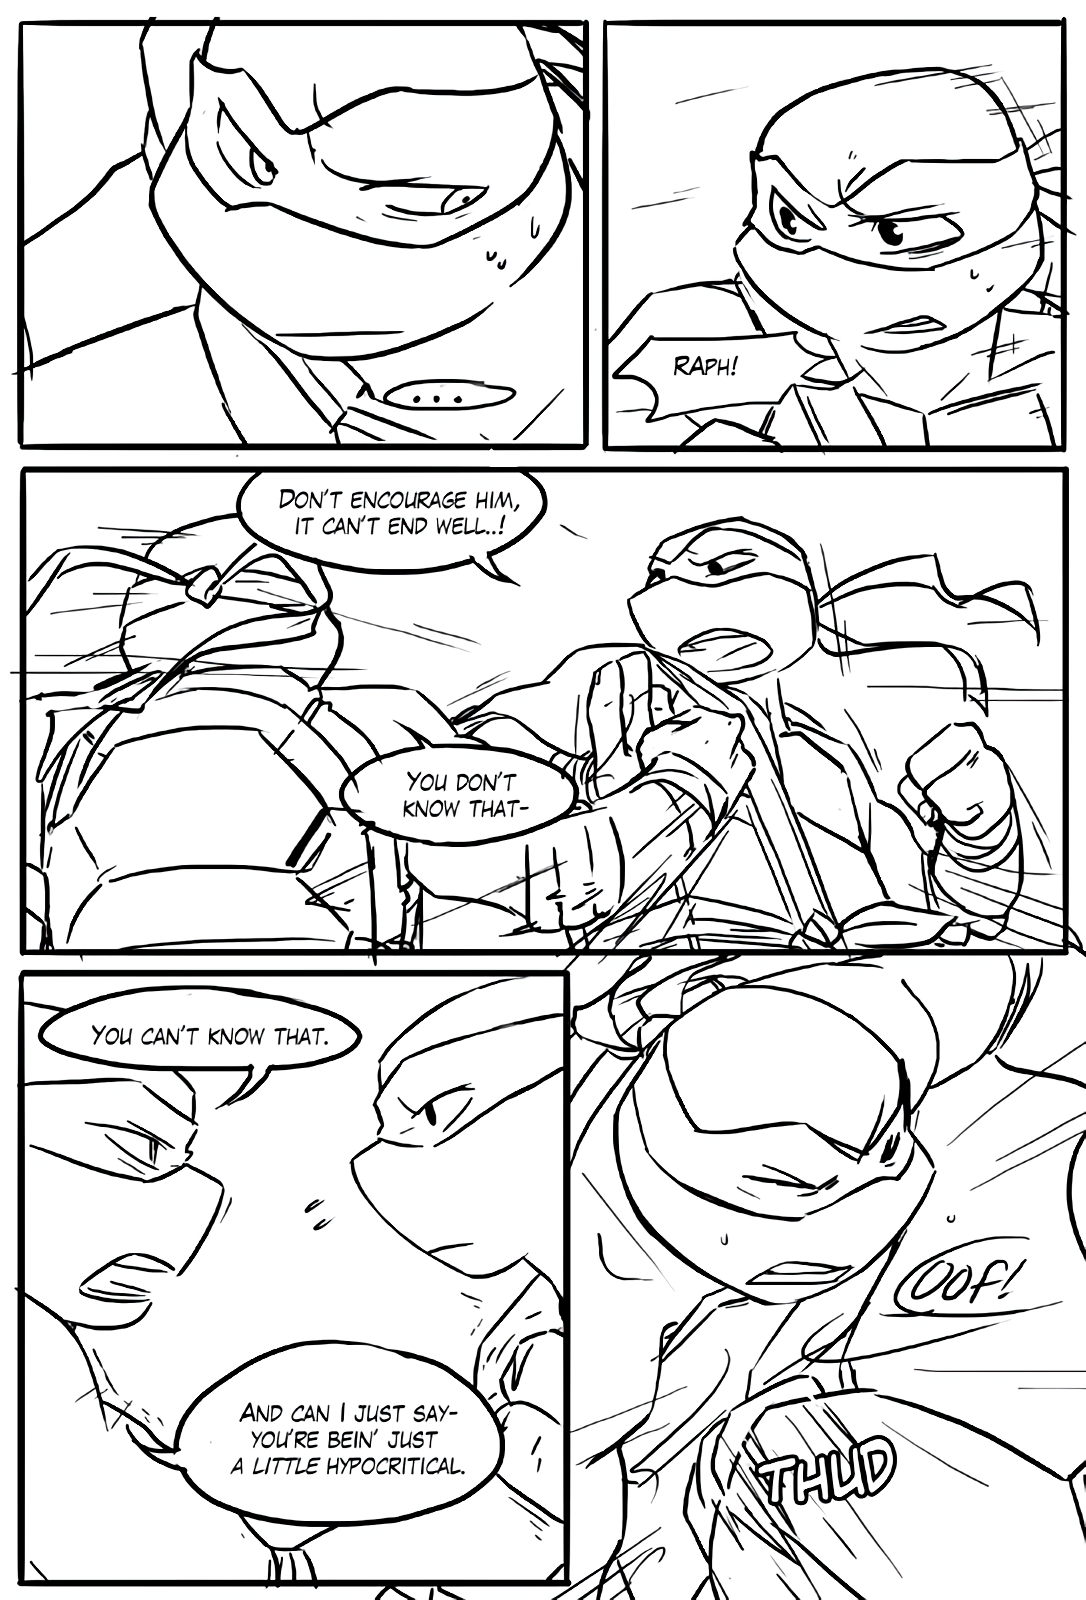 ...
RAPH!
DON'T ENCOURAGE HIM,
IT CAN'T END WELL..!
YOU DON'T
KNOW THAT-
YOU CAN'T KNOW THAT.
AND CAN I JUST SAY-
YOU'RE BEIN' JUST
A LITTLE HYPOCRITICAL.
OOF!
THUD